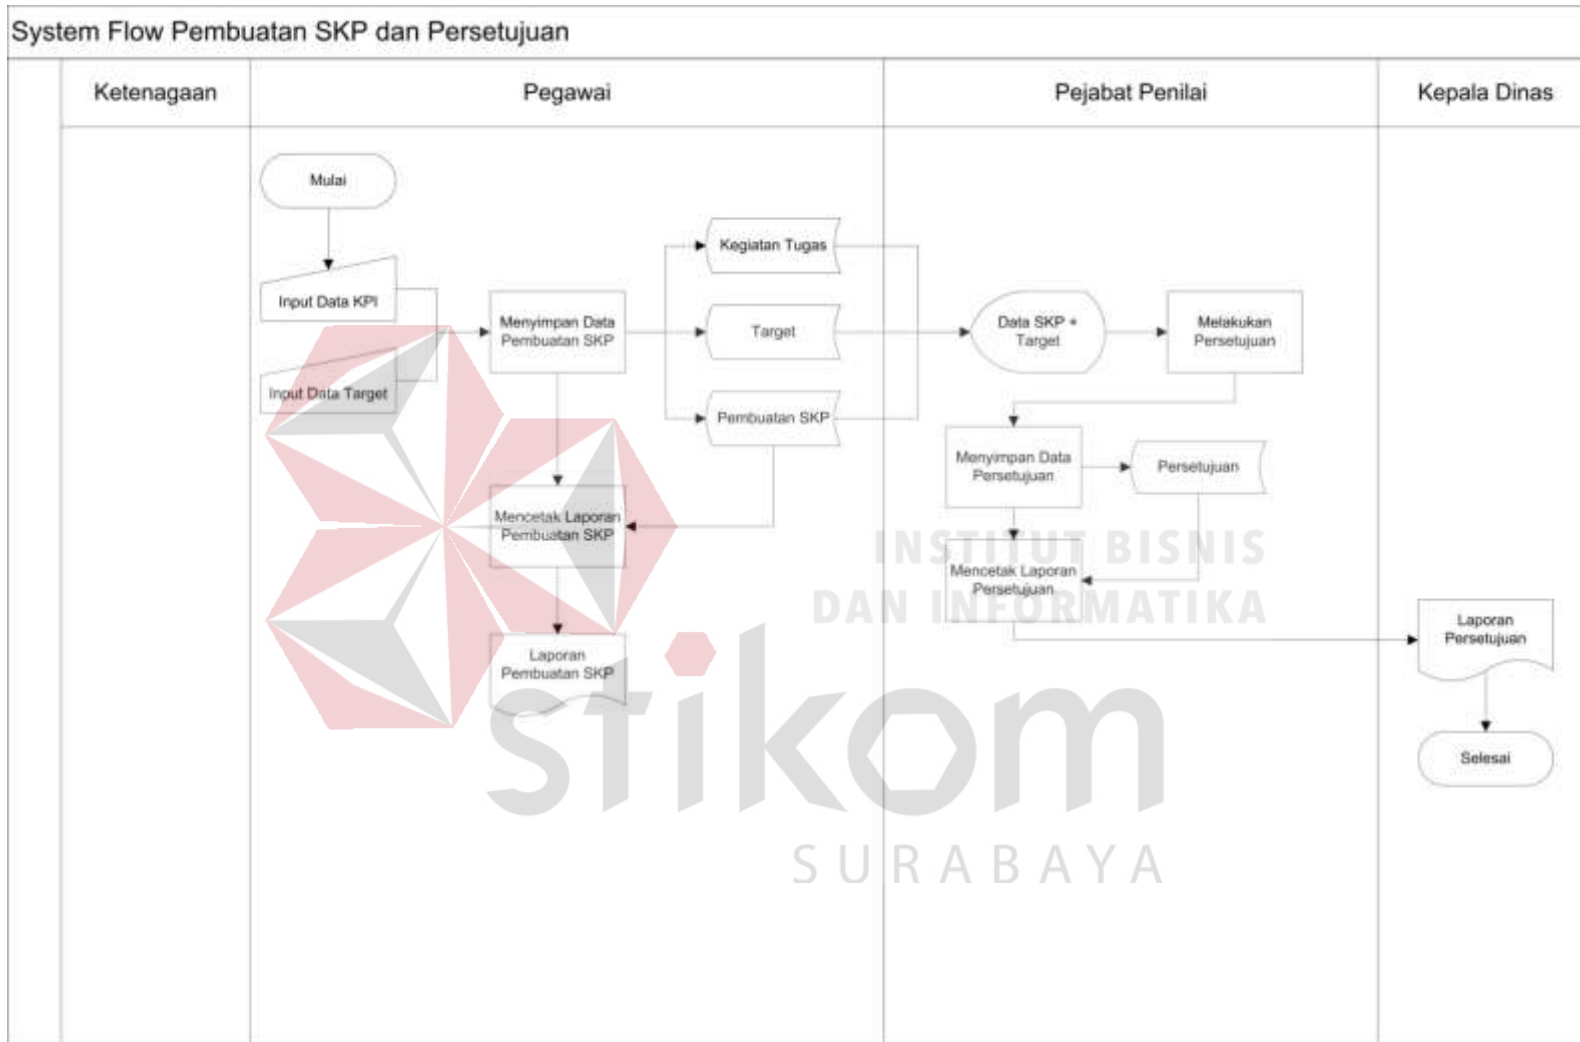 System Flow Pembuatan SKP dan Persetujuan
Ketenagaan
Pegawai
Pejabat Penilai
Kepala Dinas
Mulai
Input Data KPI
Input Data Target
Menyimpan Data
Pembuatan SKP
Kegiatan Tugas
Target
Pembuatan SKP
Mencetak Laporan
Pembuatan SKP
Laporan
Pembuatan SKP
Data SKP +
Target
Melakukan
Persetujuan
Menyimpan Data
Persetujuan
Persetujuan
Mencetak Laporan
Persetujuan
Laporan
Persetujuan
Selesai
INSTITUT BISNIS
DAN INFORMATIKA
stikom
SURABAYA